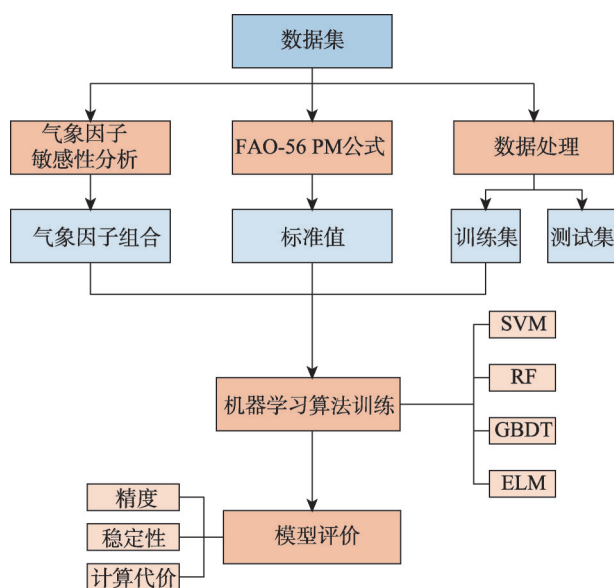 数据集
气象因子
敏感性分析
FAO-56 PM公式
数据处理
气象因子组合
标准值
训练集
测试集
SVM
RF
GBDT
ELM
机器学习算法训练
精度
稳定性
计算代价
模型评价